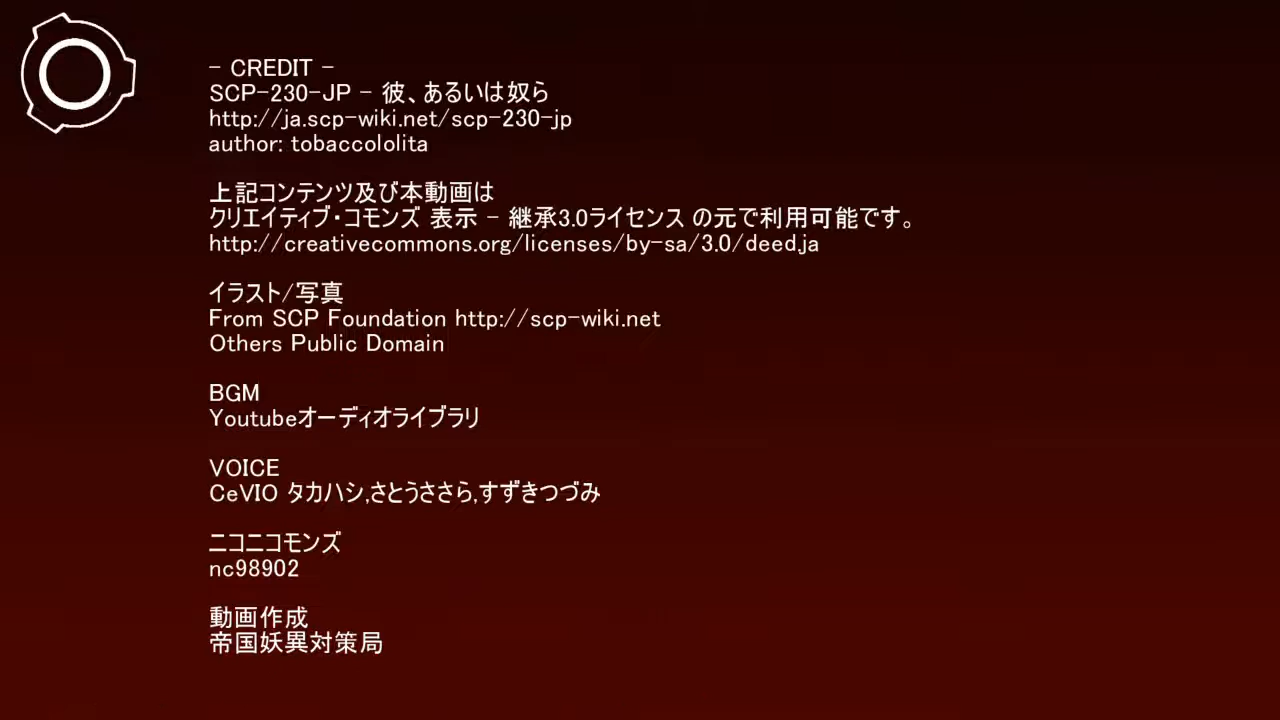 - CREDIT -
SCP-230-JP - 彼、あるいは奴ら
http://ja.scp-wiki.net/scp-230-jp
author: tobaccololita
上記コンテンツ及び本動画は
クリエイティブ・コモンズ 表示 - 継承3.0ライセンス の元で利用可能です。
http://creativecommons.org/licenses/by-sa/3.0/deed.ja
イラスト/写真
From SCP Foundation http://scp-wiki.net
Others Public Domain
BGM
Youtubeオーディオライブラリ
VOICE
CeVIO タカハシ,さとうささら,すずきつづみ
ニコニコモンズ
nc98902
動画作成
帝国妖異対策局